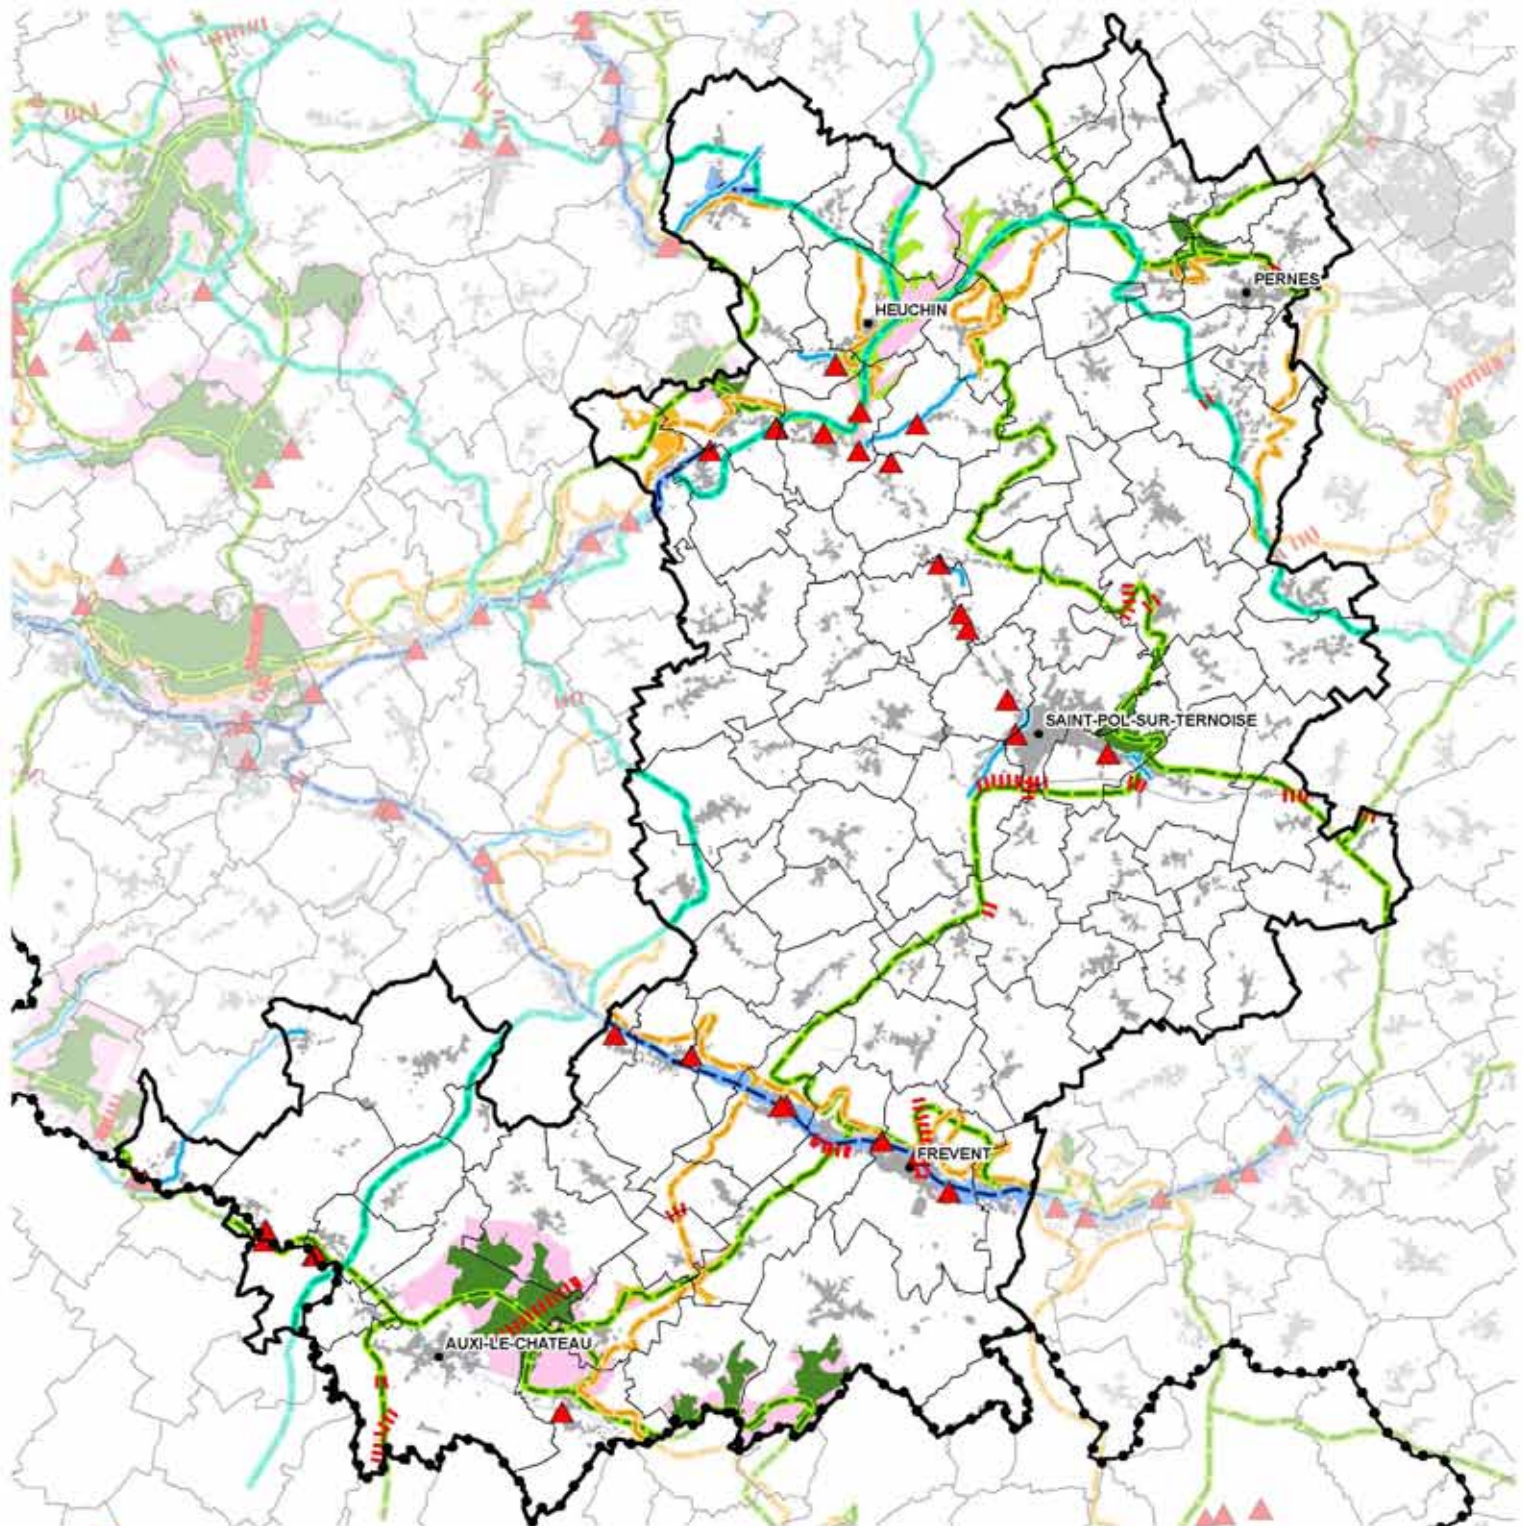 PERNES
HEUCHIN
SAINT-POL-SUR-TERNOISE
FREVENT
AUXI-LE-CHATEAU